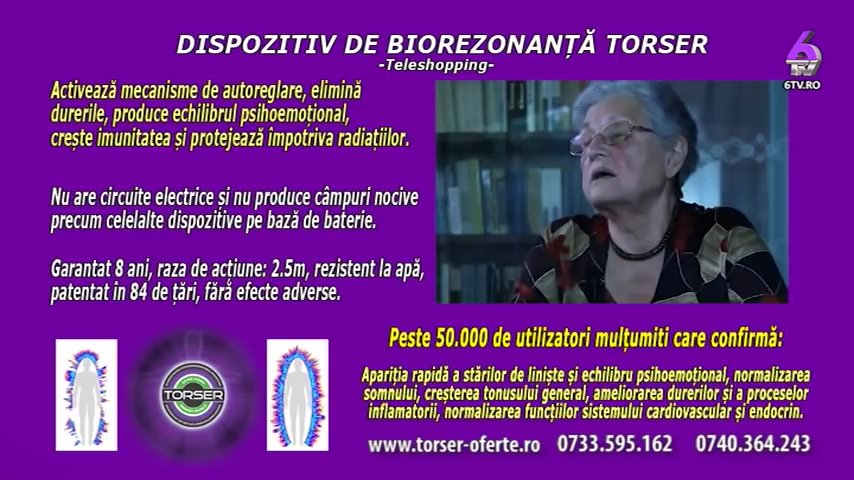 DISPOZITIV DE BIOREZONANȚĂ TORSER
-Teleshopping-
6
TV
6TV.RO
Activează mecanisme de autoreglare, elimină
durerile, produce echilibrul psihoemoțional,
crește imunitatea și protejează împotriva radiațiilor.
Nu are circuite electrice și nu produce câmpuri nocive
precum celelalte dispozitive pe bază de baterie.
Garantat 8 ani, raza de acțiune: 2.5m, rezistent la apă,
patentat în 84 de țări, fără efecte adverse.
TORSER
Peste 50.000 de utilizatori mulțumiti care confirmă:
Apariția rapidă a stărilor de liniște și echilibru psihoemoțional, normalizarea
somnului, creșterea tonusului general, ameliorarea durerilor și a proceselor
inflamatorii, normalizarea funcțiilor sistemului cardiovascular și endocrin.
www.torser-oferte.ro 0733.595.162 0740.364.243